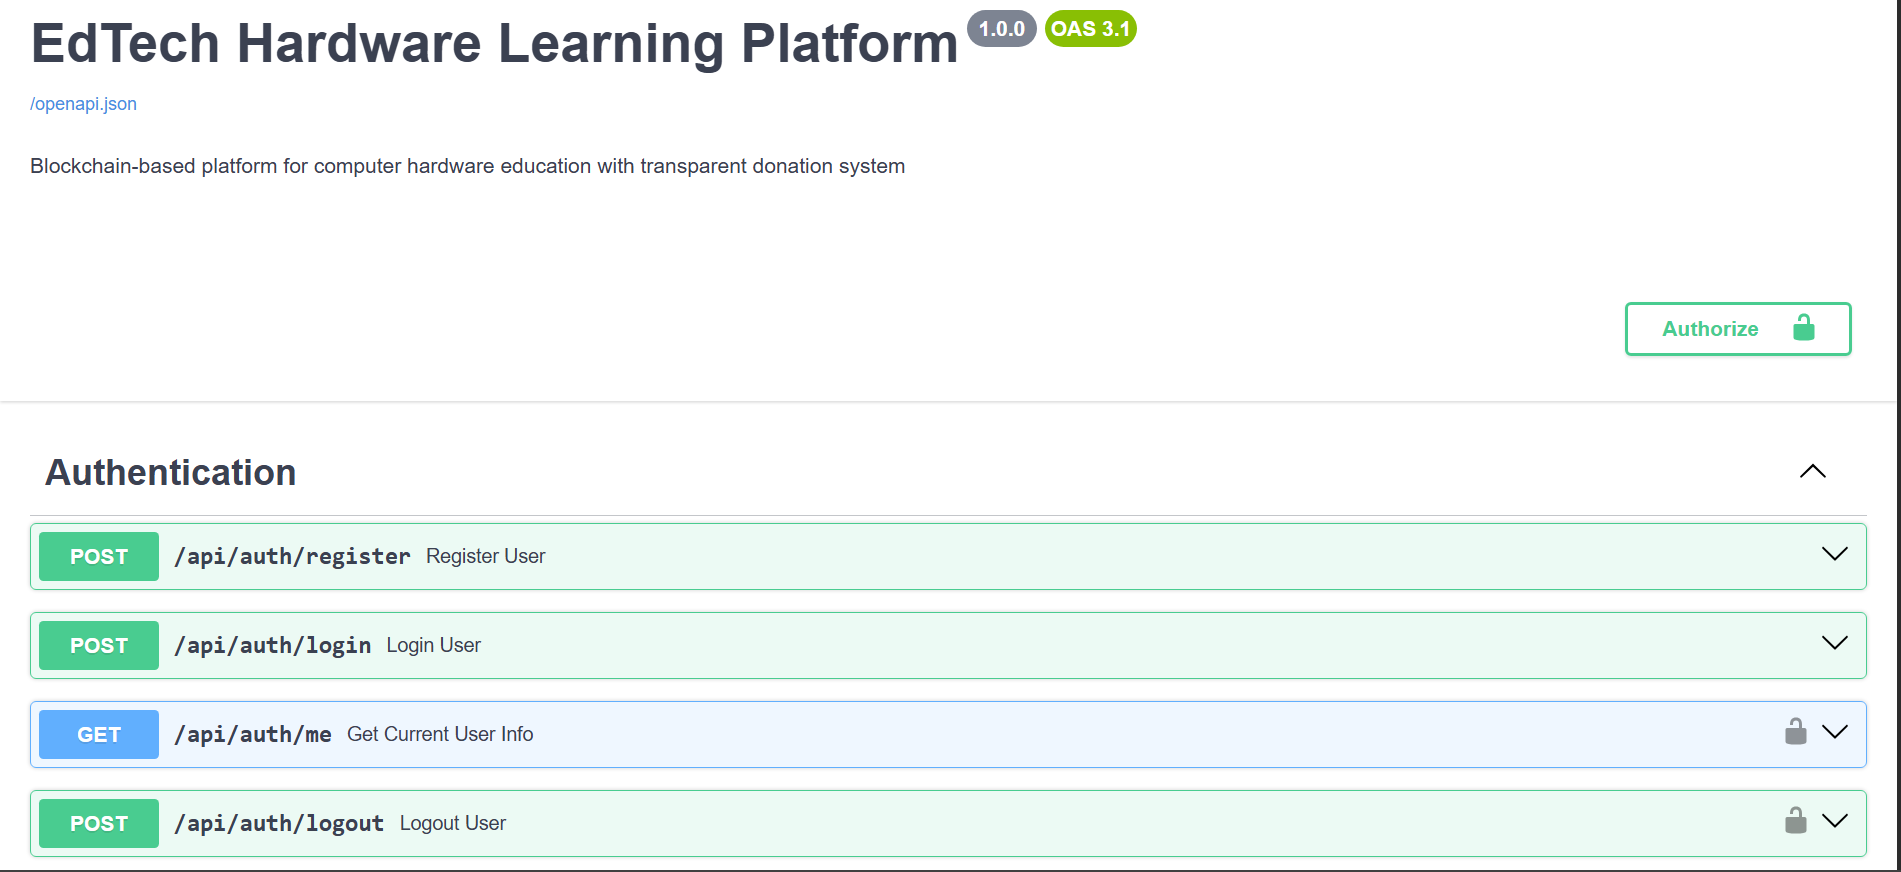 EdTech Hardware Learning Platform 1.0.0 OAS 3.1
/openapi.json
Blockchain-based platform for computer hardware education with transparent donation system
Authorize
Authentication
POST /api/auth/register Register User
POST /api/auth/login Login User
GET /api/auth/me Get Current User Info
POST /api/auth/logout Logout User